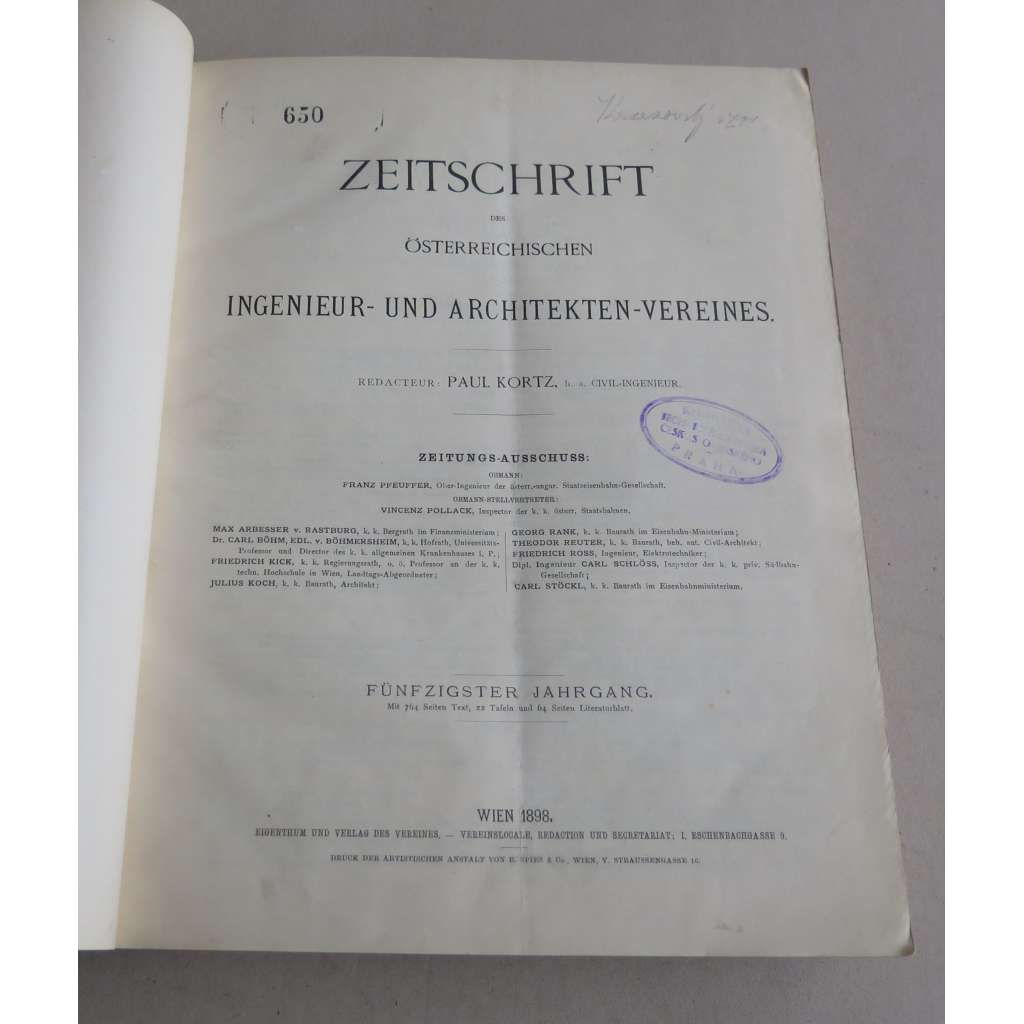 650
ZEITSCHRIFT
DES
ÖSTERREICHISCHEN
INGENIEUR- UND ARCHITEKTEN-VEREINES.
REDACTEUR: PAUL KORTZ, b. a. CIVIL-INGENIEUR.
ZEITUNGS-AUSSCHUSS:
OBMANN:
FRANZ PFEUFFER, Ober-Ingenieur der österr.-ungar. Staatseisenbahn-Gesellschaft.
OBMANN-STELLVERTRETER:
VINCENZ POLLACK, Inspector der k. k. österr. Staatsbahnen.
MAX ARBESSER v. RASTBURG, k. k. Bergrath im Finanzministerium;
Dr. CARL BÖHM, EDL. v. BÖHMERSHEIM, k. k. Hofrath, Universitäts-
Professor und Director des k. k. allgemeinen Krankenhauses i. P.;
FRIEDRICH KICK, k. k. Regierungsrath, o. ö. Professor an der k. k.
techn. Hochschule in Wien, Landtags-Abgeordneter;
JULIUS KOCH, k. k. Baurath, Architekt;
GEORG RANK, k. k. Baurath im Eisenbahn-Ministerium;
THEODOR REUTER, k. k. Baurath, beh. aut. Civil-Architekt;
FRIEDRICH ROSS, Ingenieur, Elektrotechniker;
Dipl. Ingenieur CARL SCHLÖSS, Inspector der k. k. priv. Südbahn-
Gesellschaft;
CARL STÖCKL, k. k. Baurath im Eisenbahnministerium.
PRAHA
FÜNFZIGSTER JAHRGANG.
Mit 764 Seiten Text, 22 Tafeln und 64 Seiten Literaturblatt.
WIEN 1898.
EIGENTHUM UND VERLAG DES VEREINES. — VEREINSLOCALE, REDACTION UND SECRETARIAT: I. ESCHENBACHGASSE 9.
DRUCK DER ARTISTISCHEN ANSTALT VON R. SPIES & Co., WIEN, V. STRAUSSENGASSE 16.